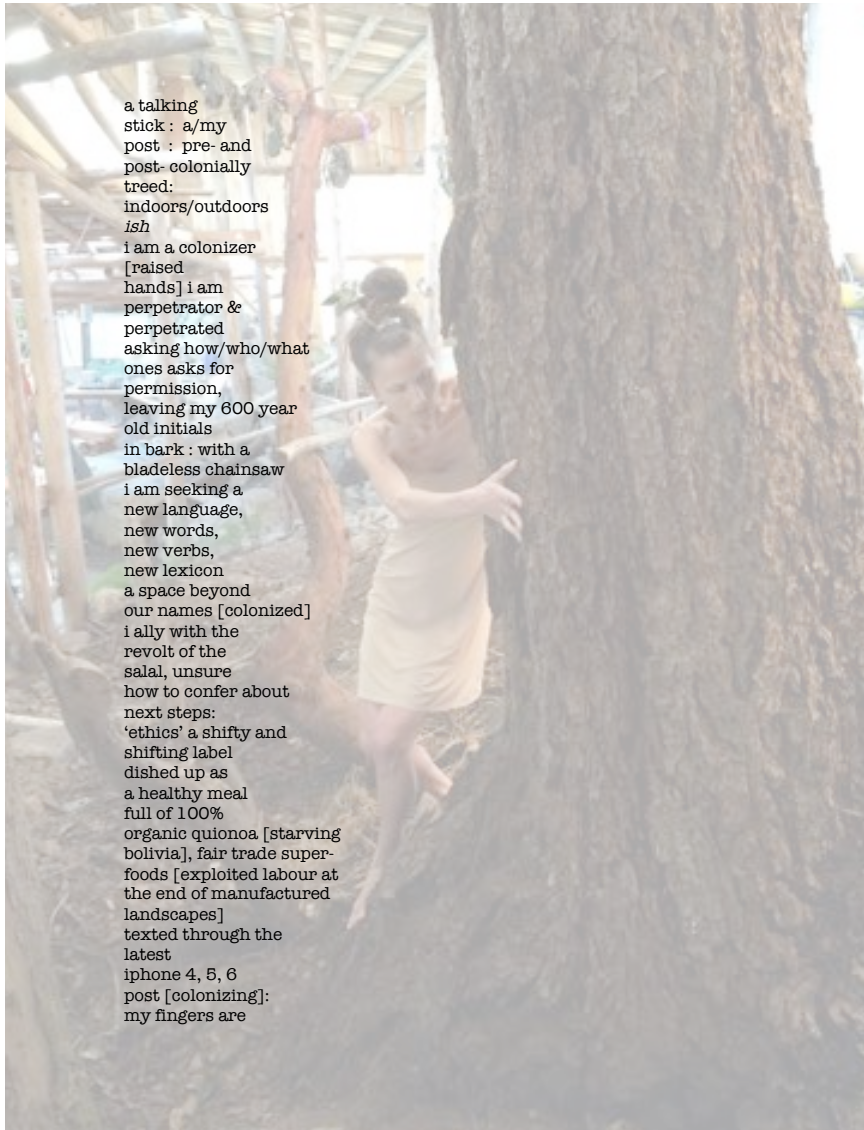 a talking
stick : a/my
post : pre- and
post- colonially
treed:
indoors/outdoors
ish
i am a colonizer
[raised
hands] i am
perpetrator &
perpetrated
asking how/who/what
ones asks for
permission,
leaving my 600 year
old initials
in bark : with a
bladeless chainsaw
i am seeking a
new language,
new words,
new verbs,
new lexicon
a space beyond
our names [colonized]
i ally with the
revolt of the
salal, unsure
how to confer about
next steps:
‘ethics’ a shifty and
shifting label
dished up as
a healthy meal
full of 100%
organic quionoa [starving
bolivia], fair trade super-
foods [exploited labour at
the end of manufactured
landscapes]
texted through the
latest
iphone 4, 5, 6
post [colonizing]:
my fingers are